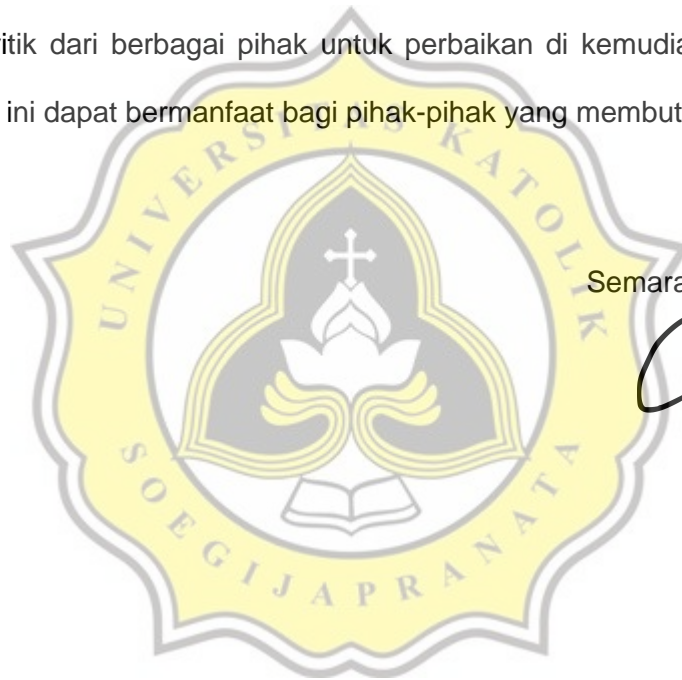 itik dari berbagai pihak untuk perbaikan di kemudia
ini dapat bermanfaat bagi pihak-pihak yang membut
UNIVERSITAS KATOLIK
Semara
SOEGIJAPRANATA